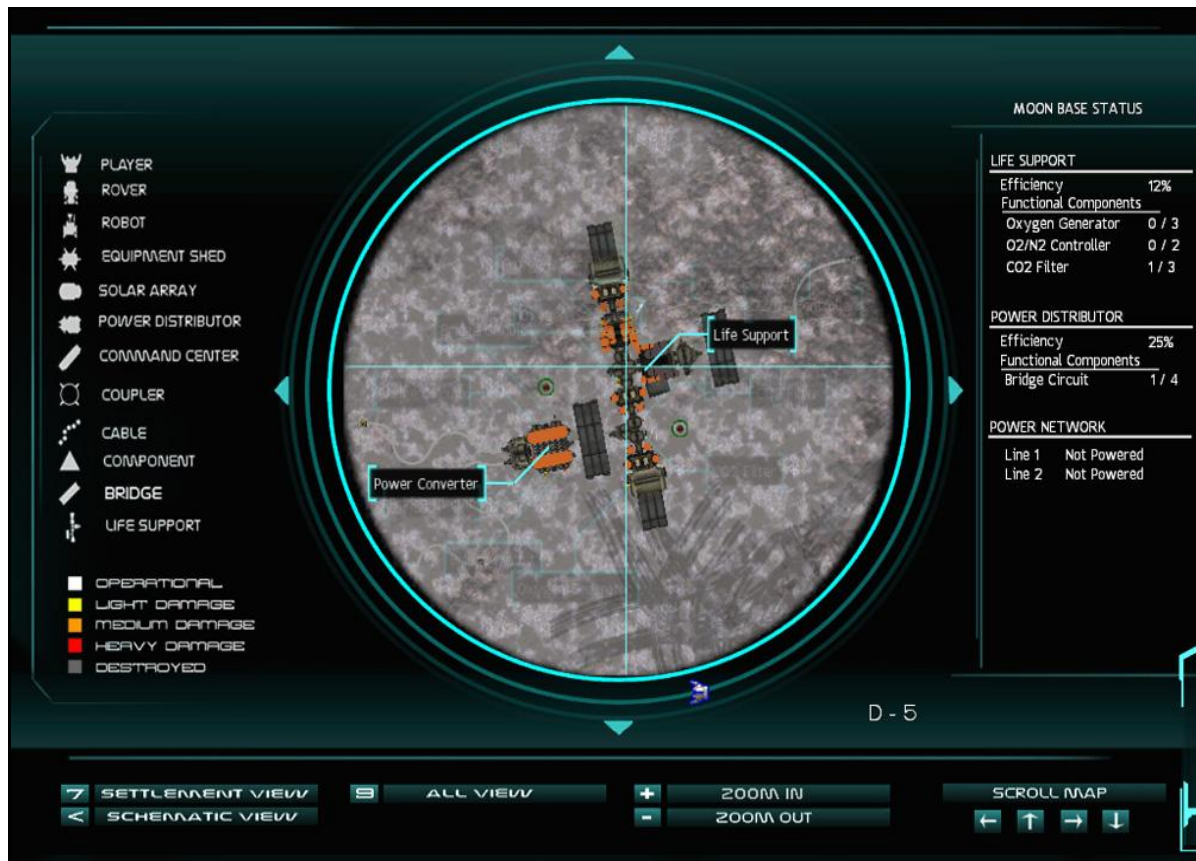 PLAYER
ROVER
ROBOT
EQUIPMENT SHED
SOLAR ARRAY
POWER DISTRIBUTOR
COMMAND CENTER
COUPLER
CABLE
COMPONENT
BRIDGE
LIFE SUPPORT
OPERATIONAL
LIGHT DAMAGE
MEDIUM DAMAGE
HEAVY DAMAGE
DESTROYED
Life Support
Power Converter
D - 5
MOON BASE STATUS
LIFE SUPPORT
Efficiency 12%
Functional Components
Oxygen Generator 0 / 3
O2/N2 Controller 0 / 2
CO2 Filter 1 / 3
POWER DISTRIBUTOR
Efficiency 25%
Functional Components
Bridge Circuit 1 / 4
POWER NETWORK
Line 1 Not Powered
Line 2 Not Powered
7 SETTLEMENT VIEW
< SCHEMATIC VIEW
9 ALL VIEW
+ ZOOM IN
- ZOOM OUT
SCROLL MAP
← ↑ → ↓